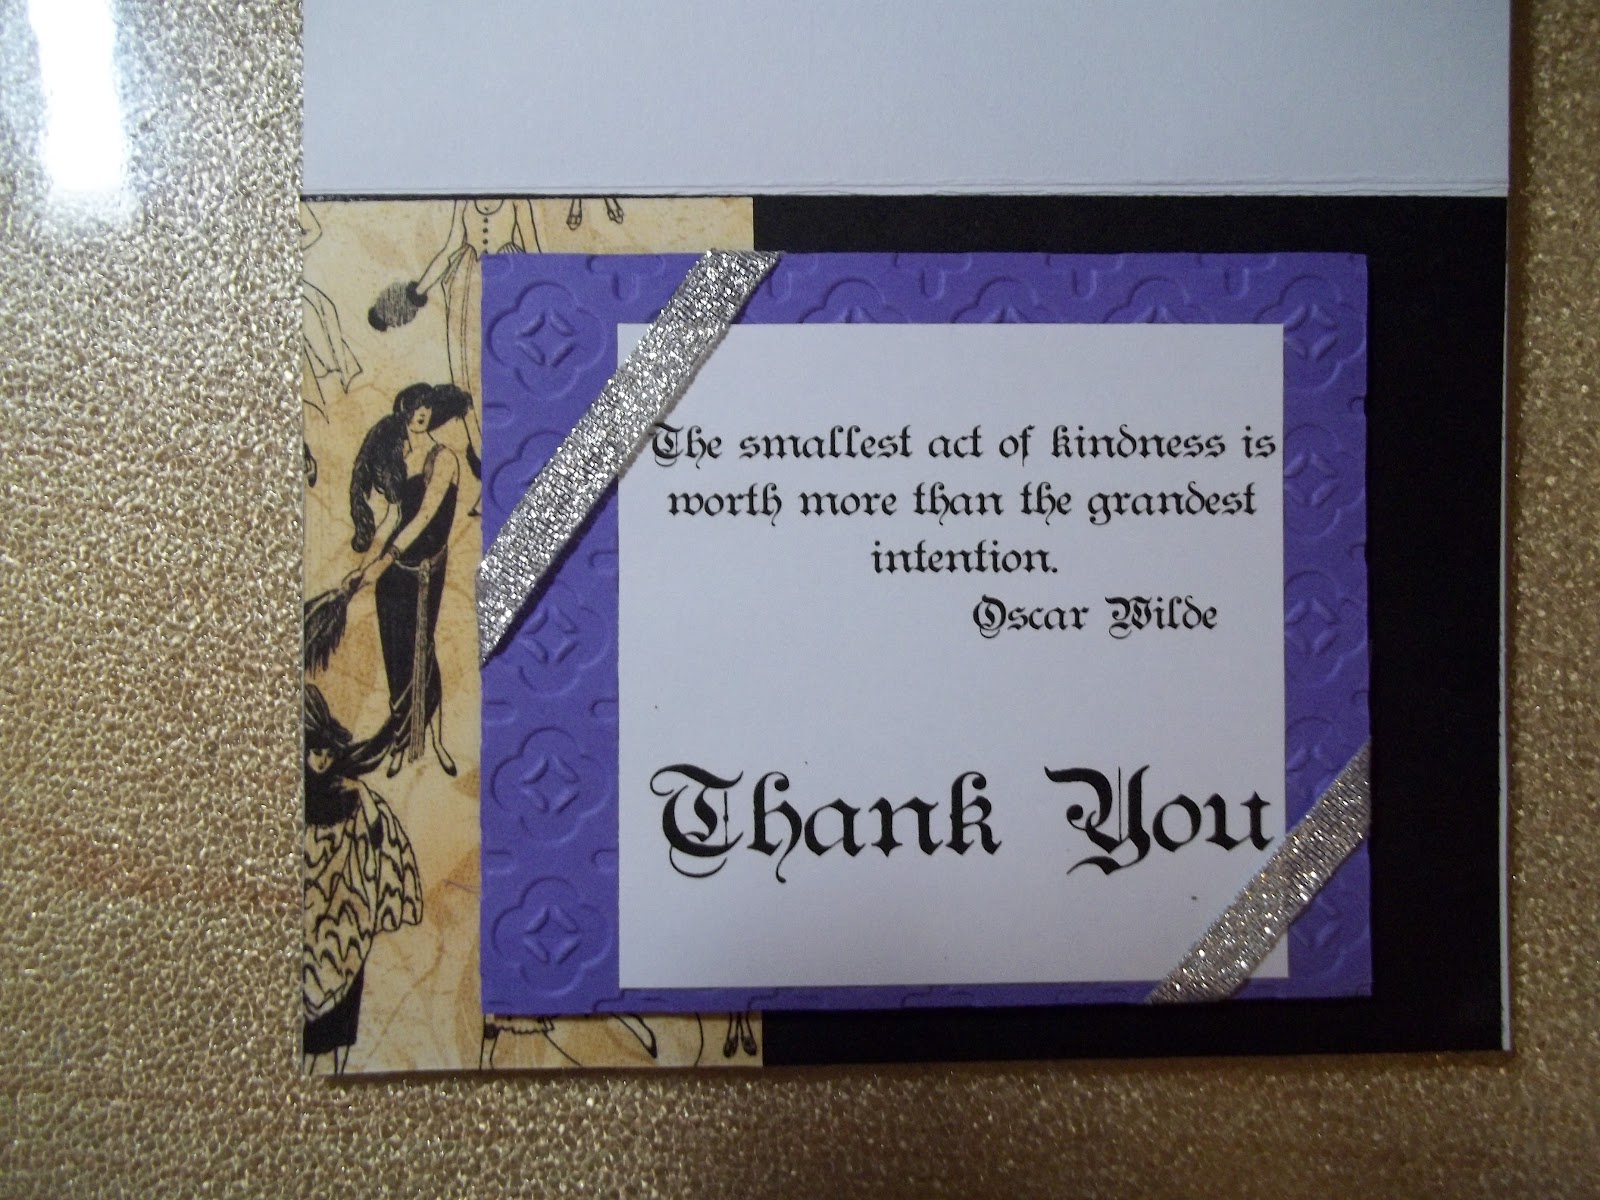 The smallest act of kindness is
worth more than the grandest
intention.
Oscar Wilde
Thank You